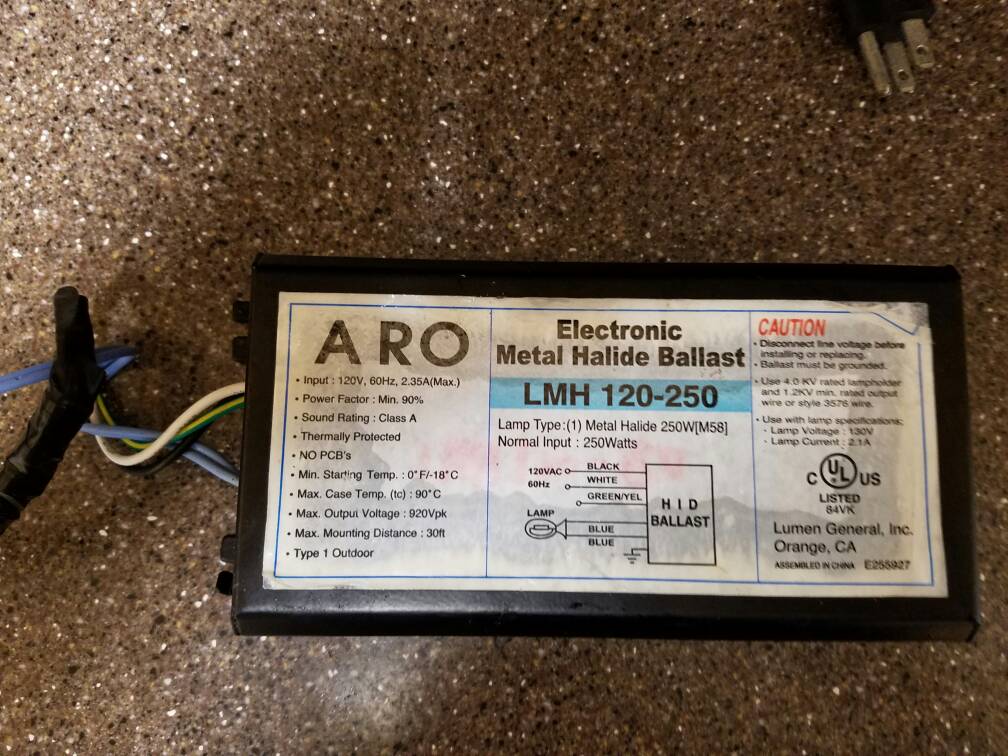 ARO
• Input : 120V, 60Hz, 2.35A(Max.)
• Power Factor : Min. 90%
• Sound Rating : Class A
• Thermally Protected
• NO PCB's
• Min. Starting Temp. : 0°F/-18°C
• Max. Case Temp. (tc) : 90°C
• Max. Output Voltage : 920Vpk
• Max. Mounting Distance : 30ft
• Type 1 Outdoor
Electronic
Metal Halide Ballast
LMH 120-250
Lamp Type:(1) Metal Halide 250W[M58]
Normal Input : 250Watts
120VAC
60Hz
BLACK
WHITE
GREEN/YEL
LAMP
BLUE
BLUE
HID
BALLAST
CAUTION
• Disconnect line voltage before
installing or replacing.
• Ballast must be grounded.
• Use 4.0 KV rated lampholder
and 1.2KV min. rated output
wire or style 3576 wire.
• Use with lamp specifications:
- Lamp Voltage : 130V
- Lamp Current : 2.1A
C UL US
LISTED
84VK
Lumen General, Inc.
Orange, CA
ASSEMBLED IN CHINA E255927